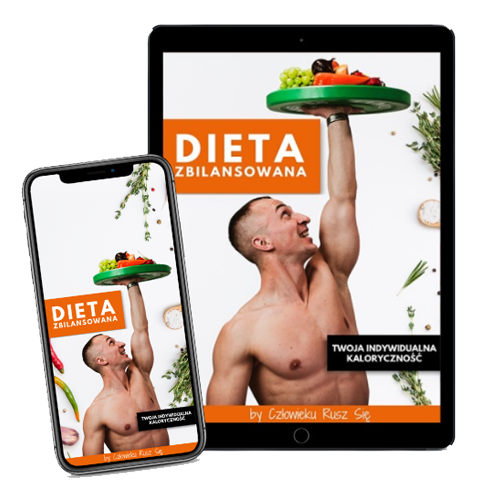 DIETA
ZBILANSOWANA
TWOJA INDYWIDUALNA
KALORYCZNOŚĆ
by Człowieku Rusz Się
DIETA
ZBILANSOWANA
TWOJA INDYWIDUALNA
KALORYCZNOŚĆ
by Człowieku Rusz Się